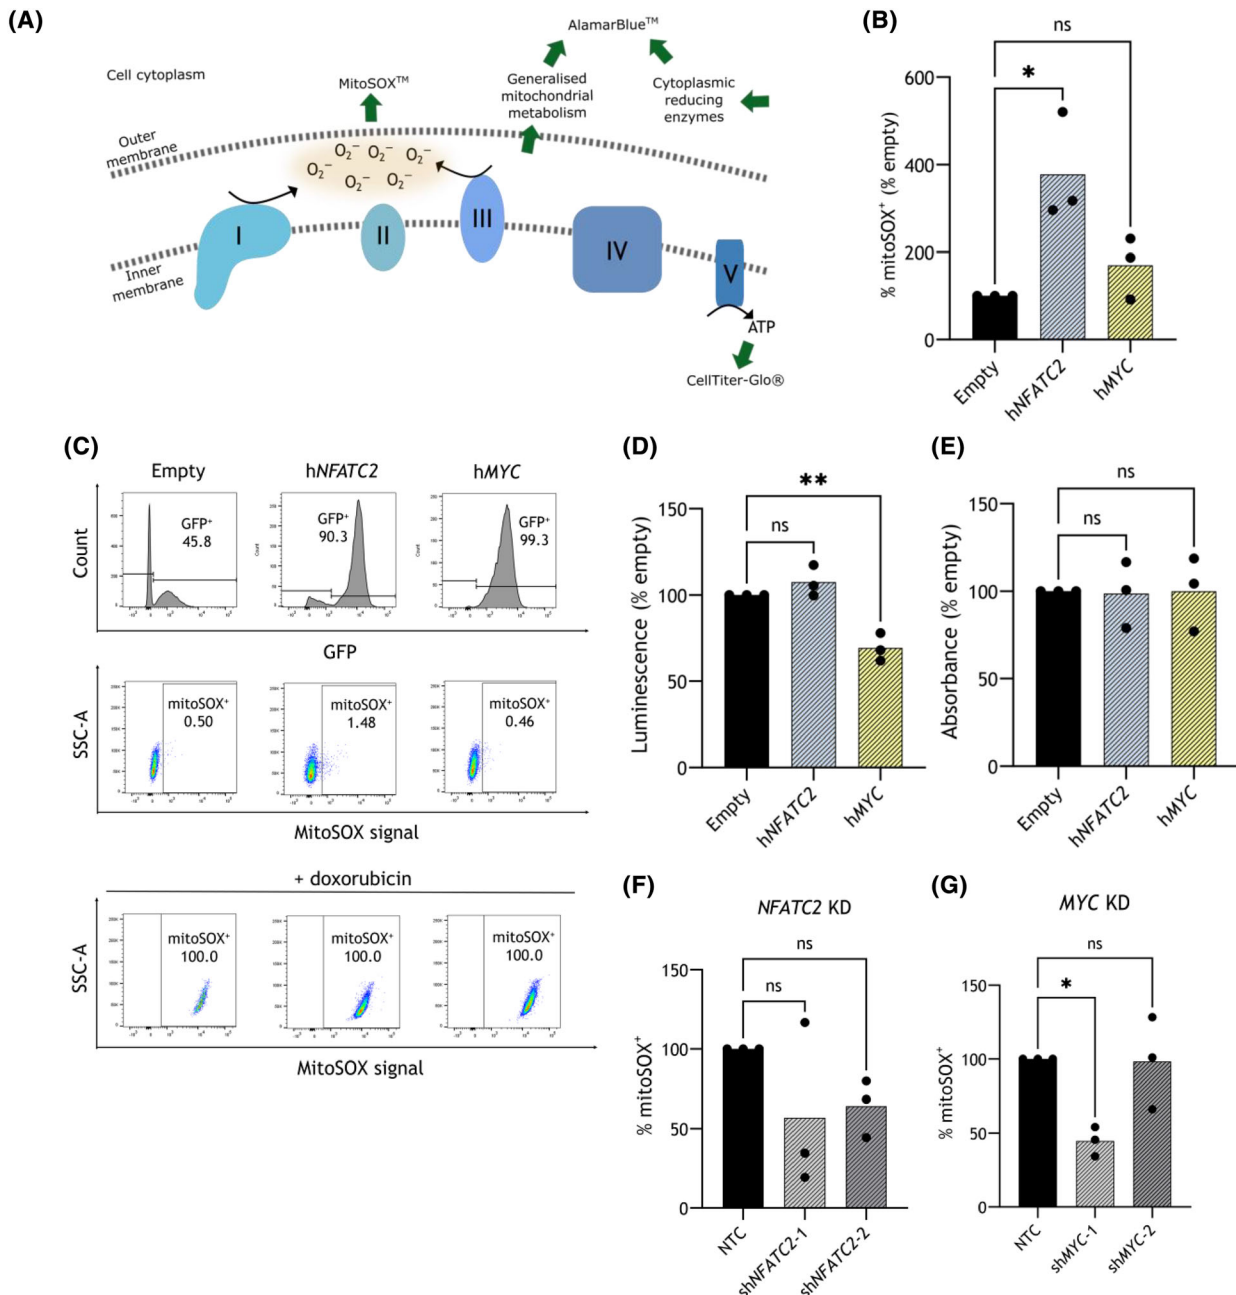 (A)
Cell cytoplasm
Outer
membrane
MitoSOX™
AlamarBlue™
Generalised
mitochondrial
metabolism
Cytoplasmic
reducing
enzymes
O₂⁻ O₂⁻ O₂⁻
O₂⁻ O₂⁻ O₂⁻
I
II
III
IV
V
Inner
membrane
ATP
CellTiter-Glo®
(B)
ns
*
% mitoSOX⁺ (% empty)
600
400
200
0
Empty
hNFATC2
hMYC
(C)
Empty
hNFATC2
hMYC
Count
GFP⁺
45.8
GFP⁺
90.3
GFP⁺
99.3
GFP
SSC-A
mitoSOX⁺
0.50
mitoSOX⁺
1.48
mitoSOX⁺
0.46
MitoSOX signal
+ doxorubicin
SSC-A
mitoSOX⁺
100.0
mitoSOX⁺
100.0
mitoSOX⁺
100.0
MitoSOX signal
(D)
**
ns
Luminescence (% empty)
150
100
50
0
Empty
hNFATC2
hMYC
(E)
ns
ns
Absorbance (% empty)
150
100
50
0
Empty
hNFATC2
hMYC
(F)
NFATC2 KD
ns
ns
% mitoSOX⁺
150
100
50
0
NTC
shNFATC2-1
shNFATC2-2
(G)
MYC KD
ns
*
% mitoSOX⁺
150
100
50
0
NTC
shMYC-1
shMYC-2